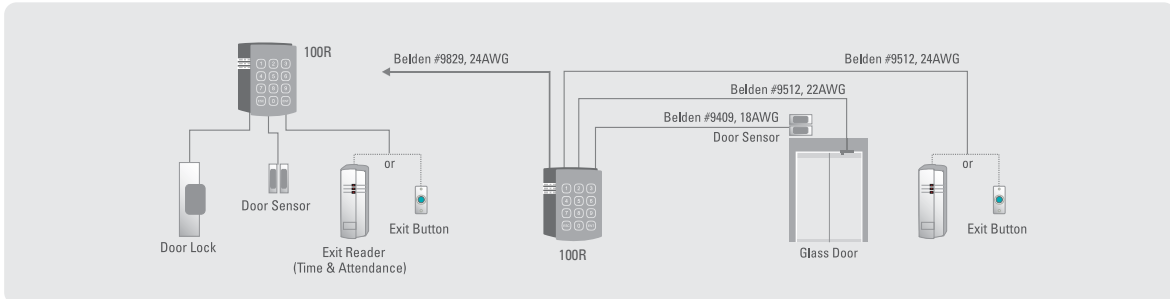 100R
Belden #9829, 24AWG
Belden #9512, 24AWG
Belden #9512, 22AWG
Belden #9409, 18AWG
Door Sensor
or
or
Door Sensor
Exit Button
Exit Button
Door Lock
Exit Reader
(Time & Attendance)
100R
Glass Door